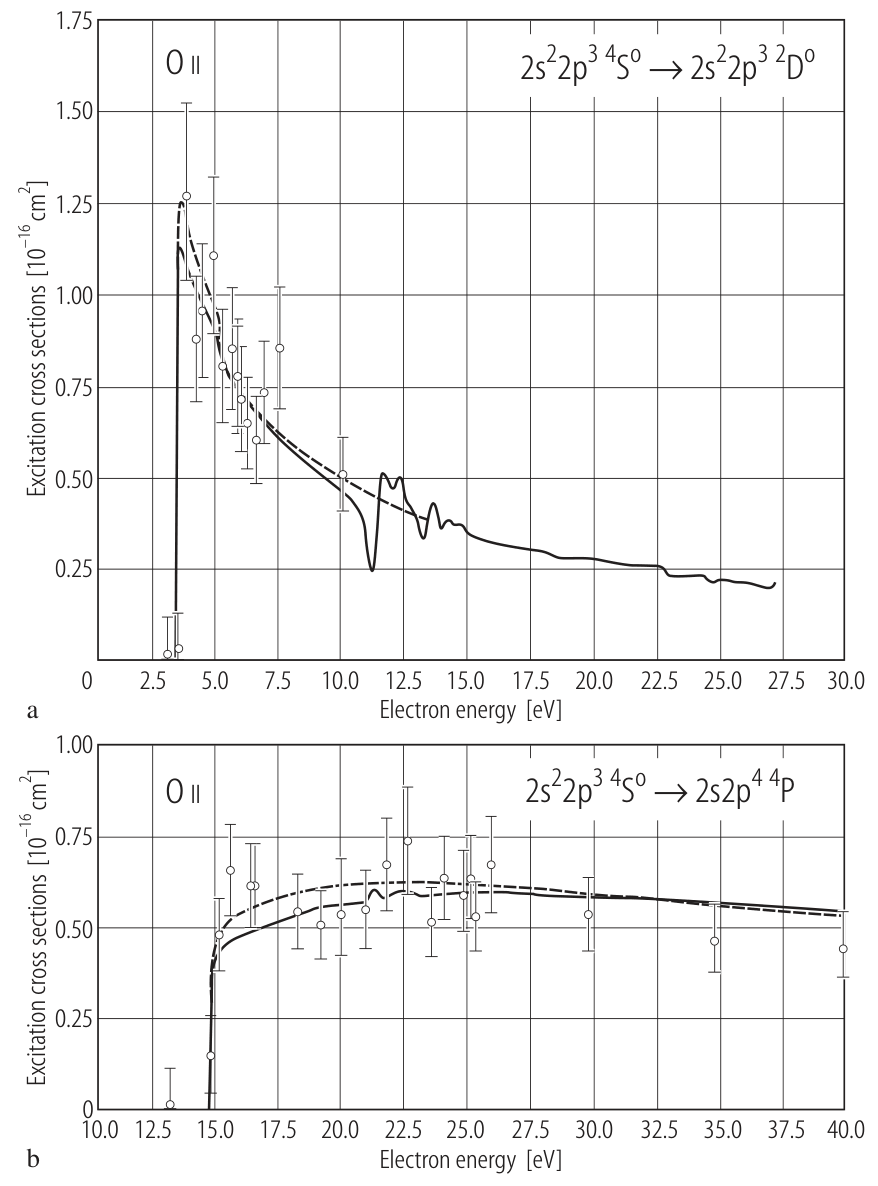 1.75
O II
2s²2p³ ⁴S⁰ → 2s²2p³ ²D⁰
1.50
1.25
1.00
0.75
0.50
0.25
Excitation cross sections [10⁻¹⁶ cm²]
0 2.5 5.0 7.5 10.0 12.5 15.0 17.5 20.0 22.5 25.0 27.5 30.0
a
Electron energy [eV]
1.00
O II
2s²2p³ ⁴S⁰ → 2s2p⁴ ⁴P
0.75
0.50
0.25
0
Excitation cross sections [10⁻¹⁶ cm²]
10.0 12.5 15.0 17.5 20.0 22.5 25.0 27.5 30.0 32.5 35.0 37.5 40.0
b
Electron energy [eV]